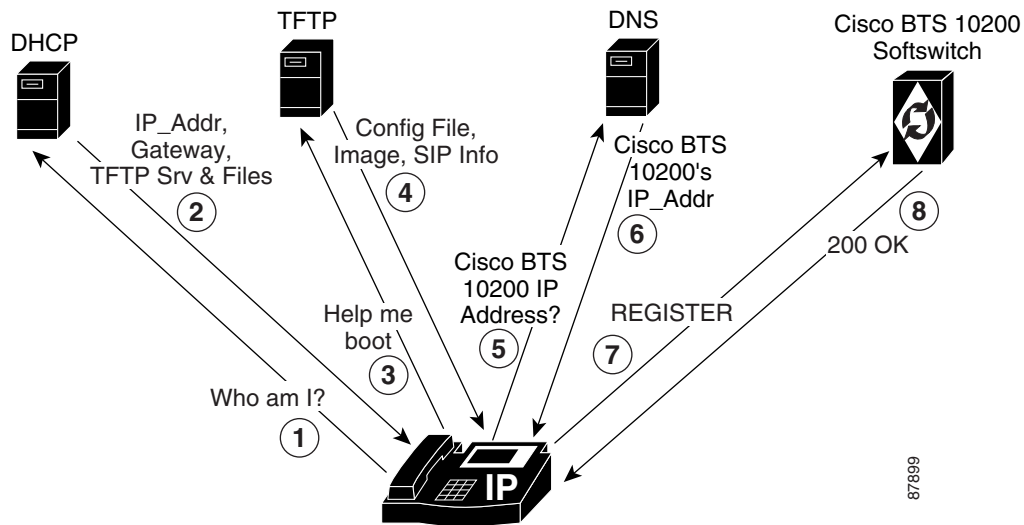 DHCP
TFTP
DNS
Cisco BTS 10200
Softswitch
IP_Addr,
Gateway,
TFTP Srv & Files
2
Config File,
Image, SIP Info
4
Cisco BTS
10200's
IP_Addr
6
8
200 OK
Cisco BTS
10200 IP
Address?
5
REGISTER
7
Help me
boot
3
Who am I?
1
IP
87899